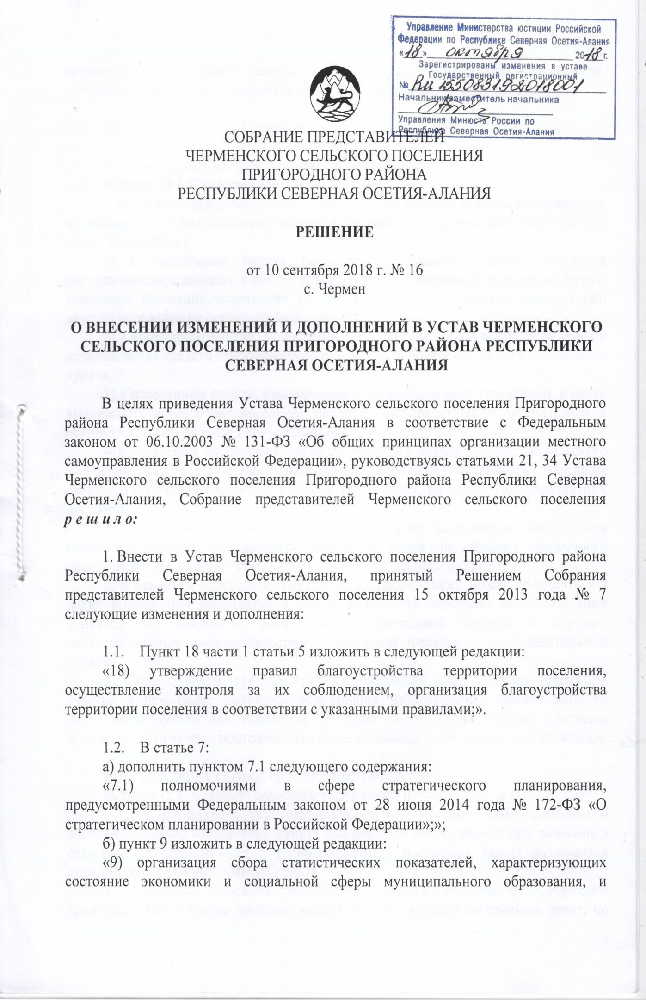 Управление Министерства юстиции Российской
Федерации по Республике Северная Осетия-Алания
«18» октября 2018 г.
Зарегистрированы изменения в уставе
Государственный регистрационный
№ Ru 155083192018001
Начальник/заместитель начальника
Управления Минюста России по
Республике Северная Осетия-Алания
СОБРАНИЕ ПРЕДСТАВИТЕЛЕЙ
ЧЕРМЕНСКОГО СЕЛЬСКОГО ПОСЕЛЕНИЯ
ПРИГОРОДНОГО РАЙОНА
РЕСПУБЛИКИ СЕВЕРНАЯ ОСЕТИЯ-АЛАНИЯ
РЕШЕНИЕ
от 10 сентября 2018 г. № 16
с. Чермен
О ВНЕСЕНИИ ИЗМЕНЕНИЙ И ДОПОЛНЕНИЙ В УСТАВ ЧЕРМЕНСКОГО
СЕЛЬСКОГО ПОСЕЛЕНИЯ ПРИГОРОДНОГО РАЙОНА РЕСПУБЛИКИ
СЕВЕРНАЯ ОСЕТИЯ-АЛАНИЯ
В целях приведения Устава Черменского сельского поселения Пригородного
района Республики Северная Осетия-Алания в соответствие с Федеральным
законом от 06.10.2003 № 131-ФЗ «Об общих принципах организации местного
самоуправления в Российской Федерации», руководствуясь статьями 21, 34 Устава
Черменского сельского поселения Пригородного района Республики Северная
Осетия-Алания, Собрание представителей Черменского сельского поселения
р е ш и л о:
1. Внести в Устав Черменского сельского поселения Пригородного района
Республики Северная Осетия-Алания, принятый Решением Собрания
представителей Черменского сельского поселения 15 октября 2013 года № 7
следующие изменения и дополнения:
1.1. Пункт 18 части 1 статьи 5 изложить в следующей редакции:
«18) утверждение правил благоустройства территории поселения,
осуществление контроля за их соблюдением, организация благоустройства
территории поселения в соответствии с указанными правилами;».
1.2. В статье 7:
а) дополнить пунктом 7.1 следующего содержания:
«7.1) полномочиями в сфере стратегического планирования,
предусмотренными Федеральным законом от 28 июня 2014 года № 172-ФЗ «О
стратегическом планировании в Российской Федерации»;»;
б) пункт 9 изложить в следующей редакции:
«9) организация сбора статистических показателей, характеризующих
состояние экономики и социальной сферы муниципального образования, и